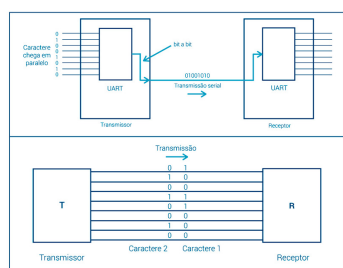 Caractere
chega em
paralelo
0
1
0
0
1
0
1
0
UART
bit a bit
01001010
Transmissão serial
UART
Transmissor
Receptor
Transmissão
T
0 1
1 0
0 0
1 1
0 1
0 0
1 0
0 0
R
Caractere 2 Caractere 1
Transmissor
Receptor